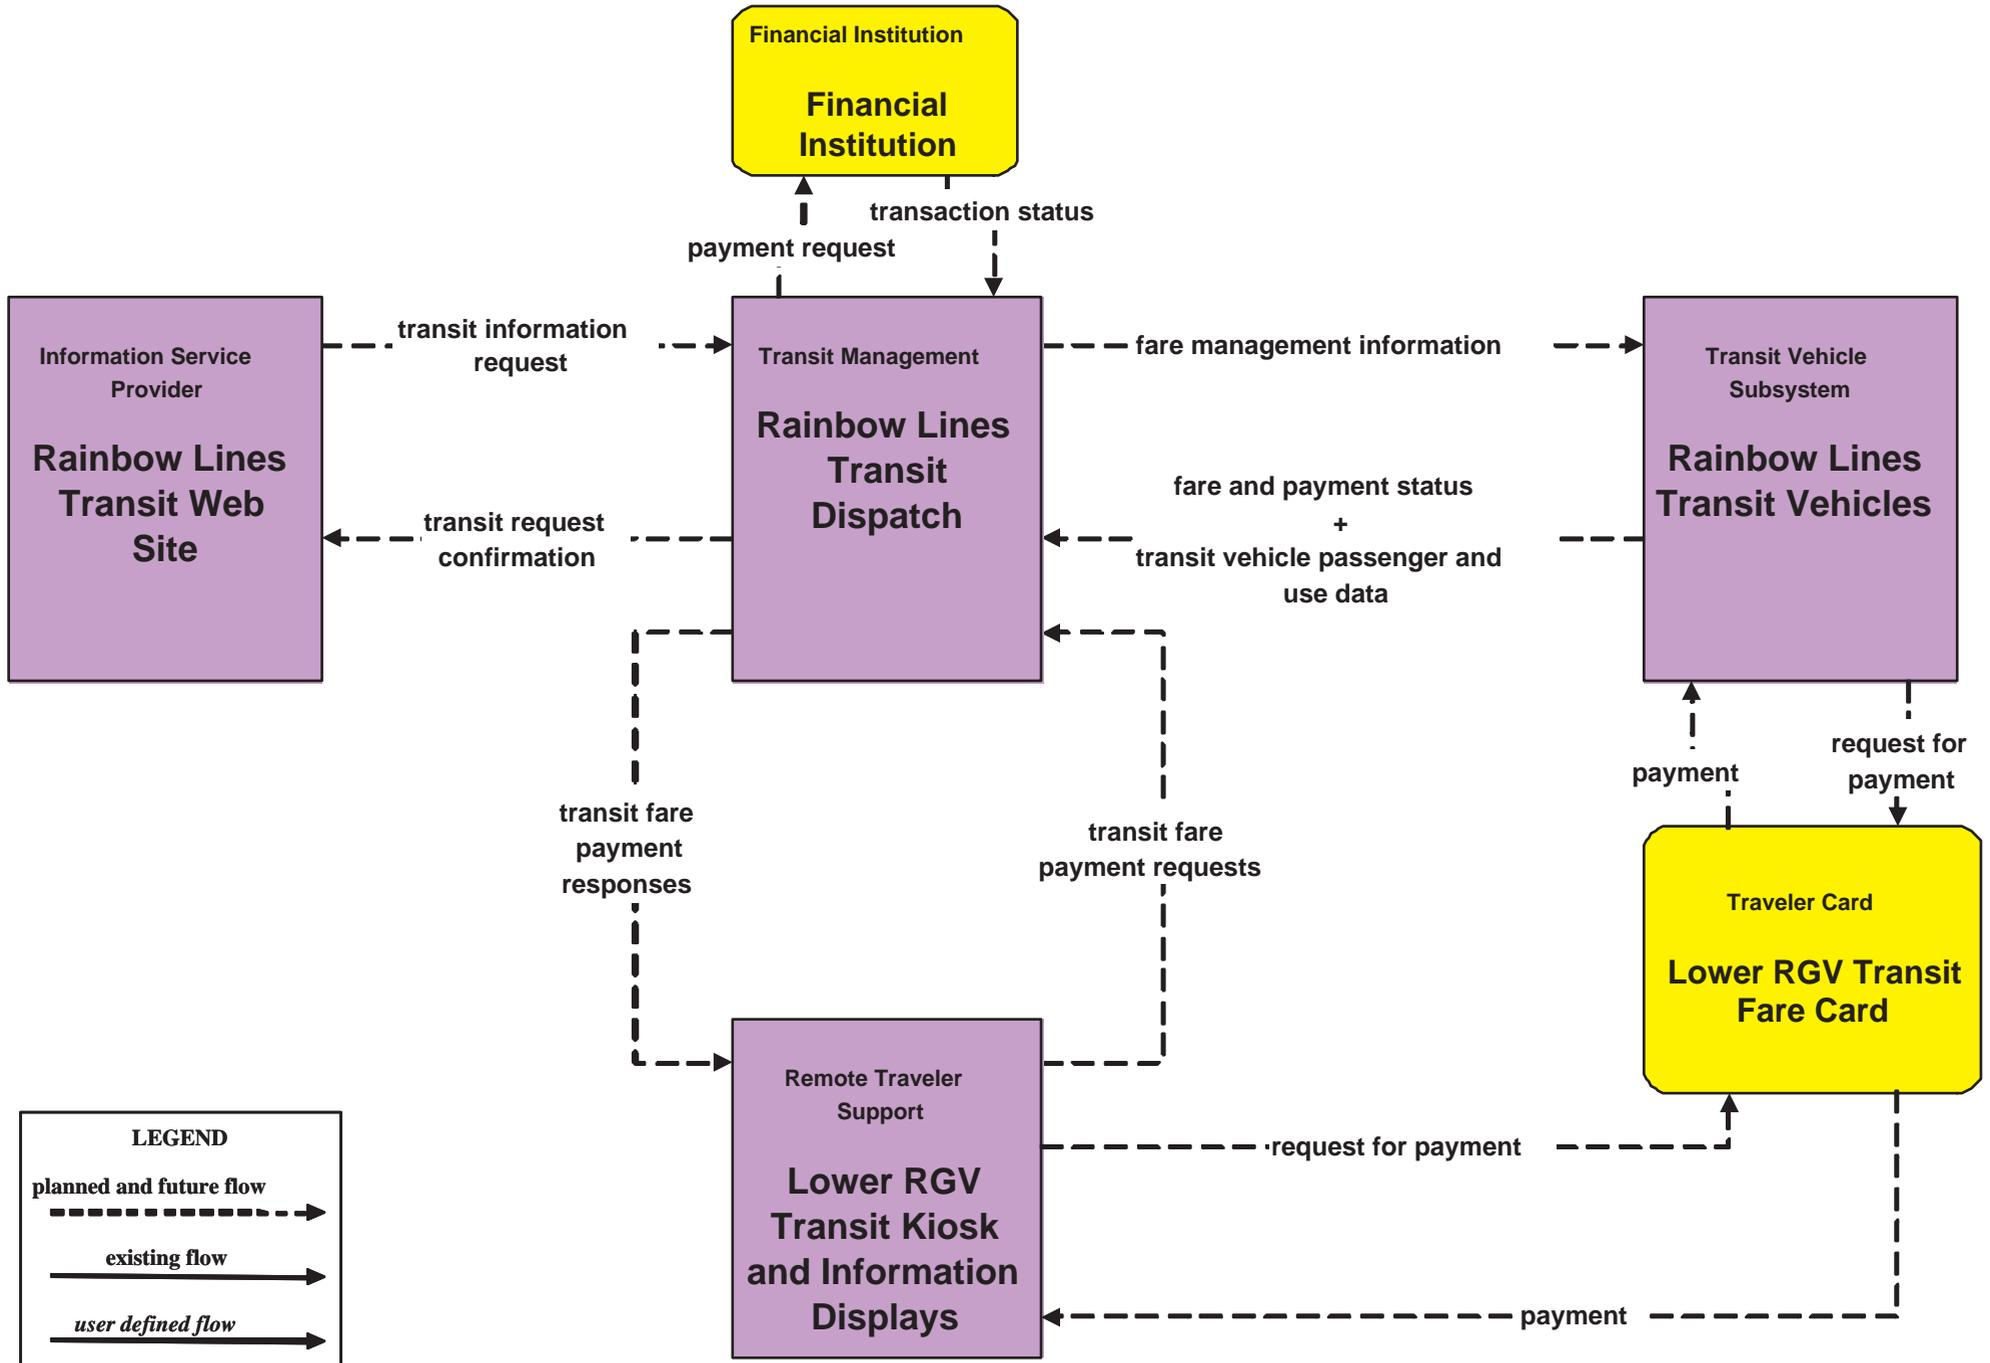 Financial Institution
Financial
Institution
transaction status
payment request
Information Service
Provider
Rainbow Lines
Transit Web
Site
transit information
request
transit request
confirmation
Transit Management
Rainbow Lines
Transit
Dispatch
fare management information
fare and payment status
+
transit vehicle passenger and
use data
Transit Vehicle
Subsystem
Rainbow Lines
Transit Vehicles
request for
payment
payment
transit fare
payment
responses
transit fare
payment requests
Traveler Card
Lower RGV Transit
Fare Card
Remote Traveler
Support
Lower RGV
Transit Kiosk
and Information
Displays
request for payment
payment
LEGEND
planned and future flow
existing flow
user defined flow